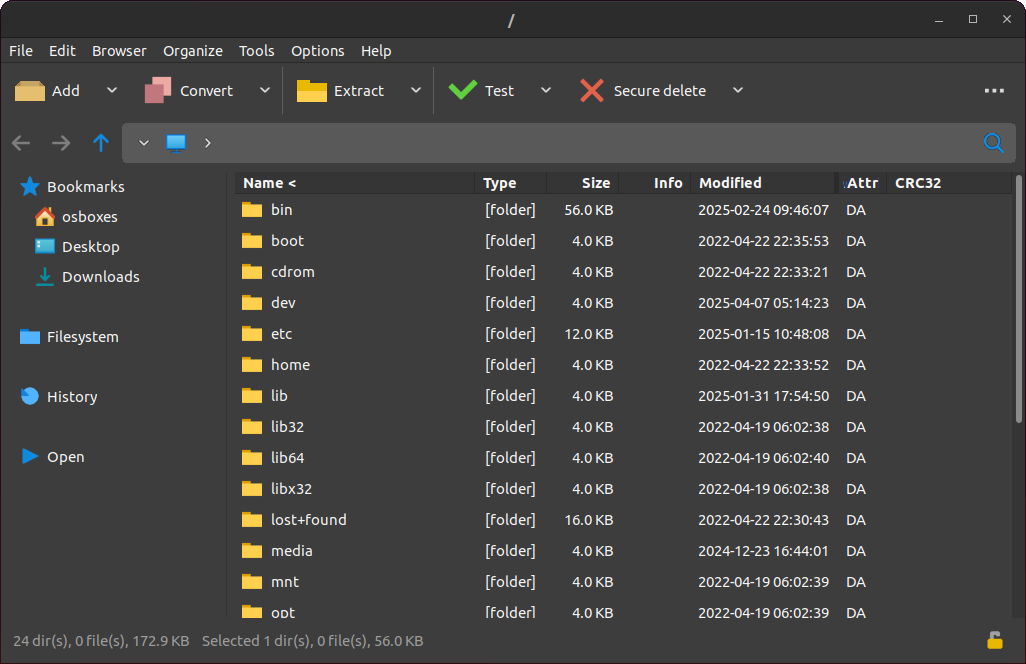 /
File Edit Browser Organize Tools Options Help
Add Convert Extract Test Secure delete
Bookmarks
osboxes
Desktop
Downloads
Filesystem
History
Open
Name < Type Size Info Modified Attr CRC32
bin [folder] 56.0 KB 2025-02-24 09:46:07 DA
boot [folder] 4.0 KB 2022-04-22 22:35:53 DA
cdrom [folder] 4.0 KB 2022-04-22 22:33:21 DA
dev [folder] 4.0 KB 2025-04-07 05:14:23 DA
etc [folder] 12.0 KB 2025-01-15 10:48:08 DA
home [folder] 4.0 KB 2022-04-22 22:33:52 DA
lib [folder] 4.0 KB 2025-01-31 17:54:50 DA
lib32 [folder] 4.0 KB 2022-04-19 06:02:38 DA
lib64 [folder] 4.0 KB 2022-04-19 06:02:40 DA
libx32 [folder] 4.0 KB 2022-04-19 06:02:38 DA
lost+found [folder] 16.0 KB 2022-04-22 22:30:43 DA
media [folder] 4.0 KB 2024-12-23 16:44:01 DA
mnt [folder] 4.0 KB 2022-04-19 06:02:39 DA
opt [folder] 4.0 KB 2022-04-19 06:02:39 DA
24 dir(s), 0 file(s), 172.9 KB Selected 1 dir(s), 0 file(s), 56.0 KB